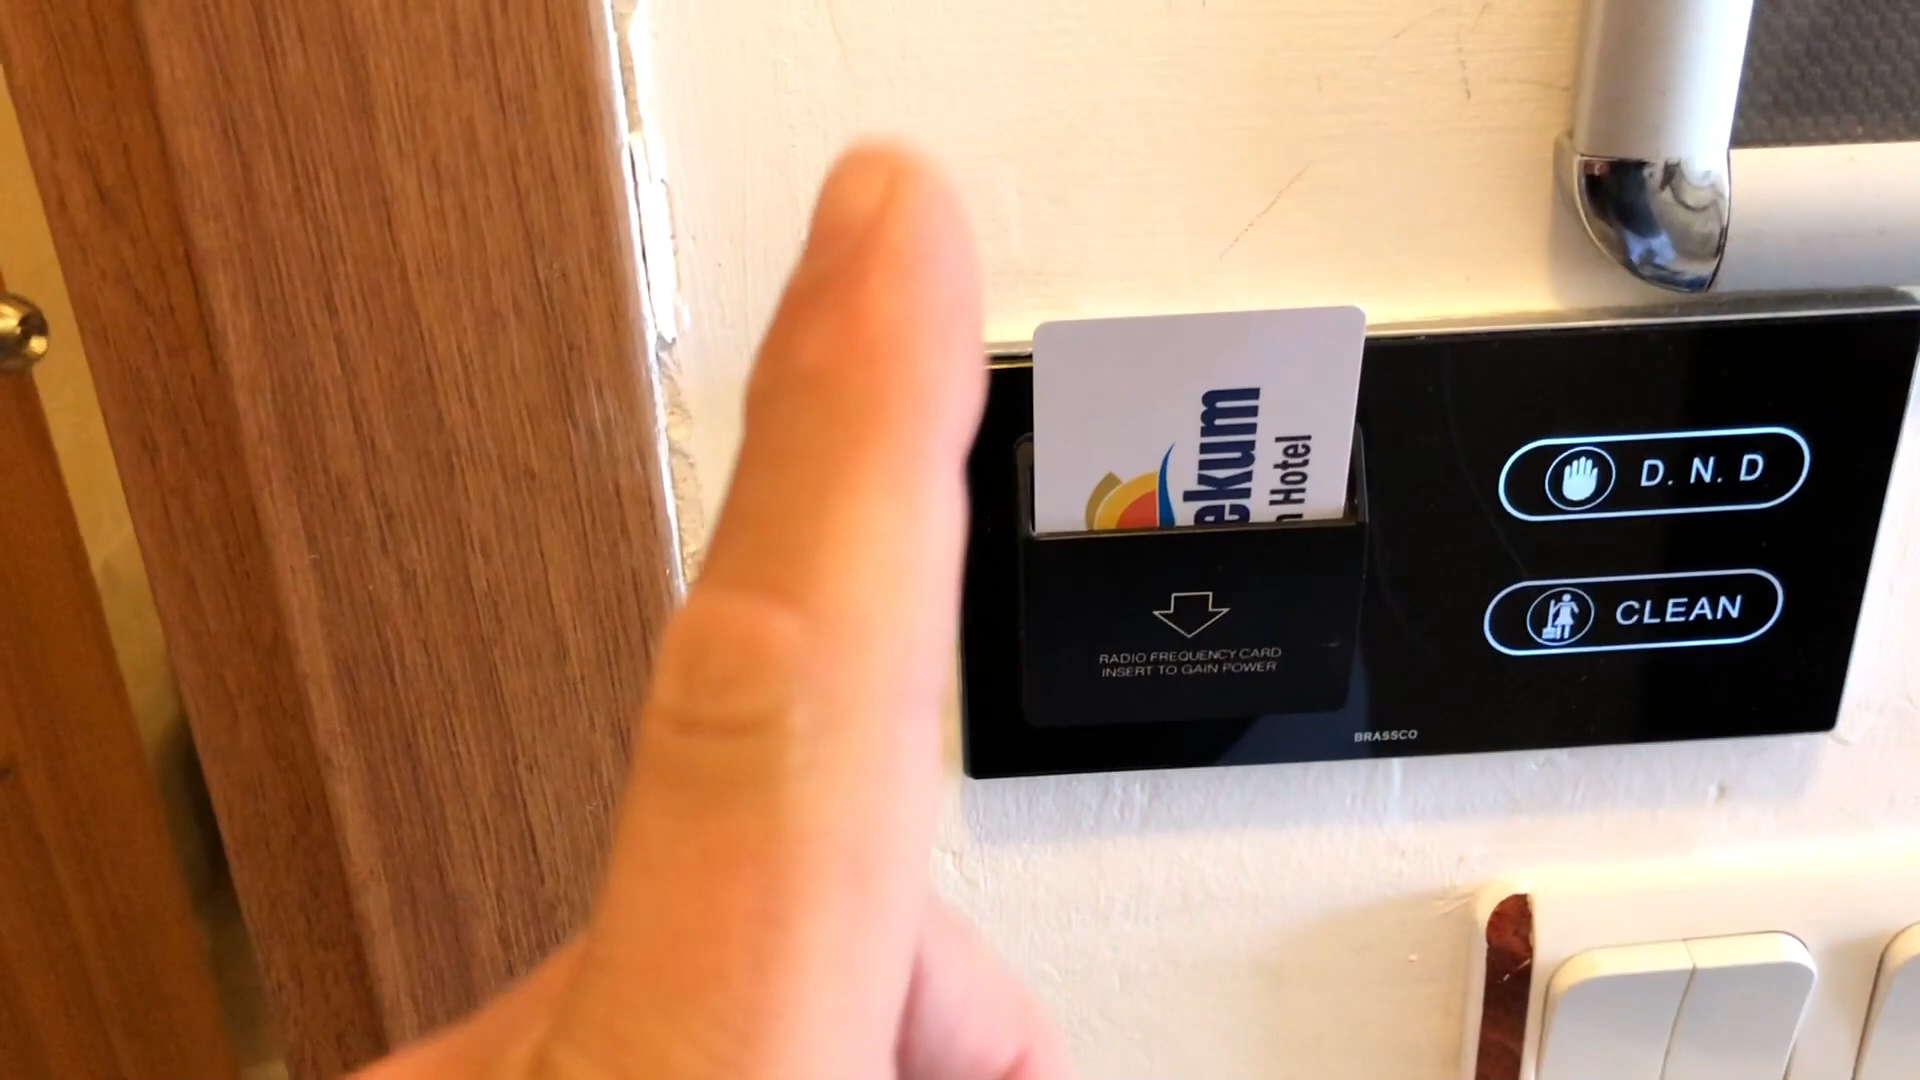 ekum
n Hotel
D. N. D
CLEAN
RADIO FREQUENCY CARD
INSERT TO GAIN POWER
BRASSCO